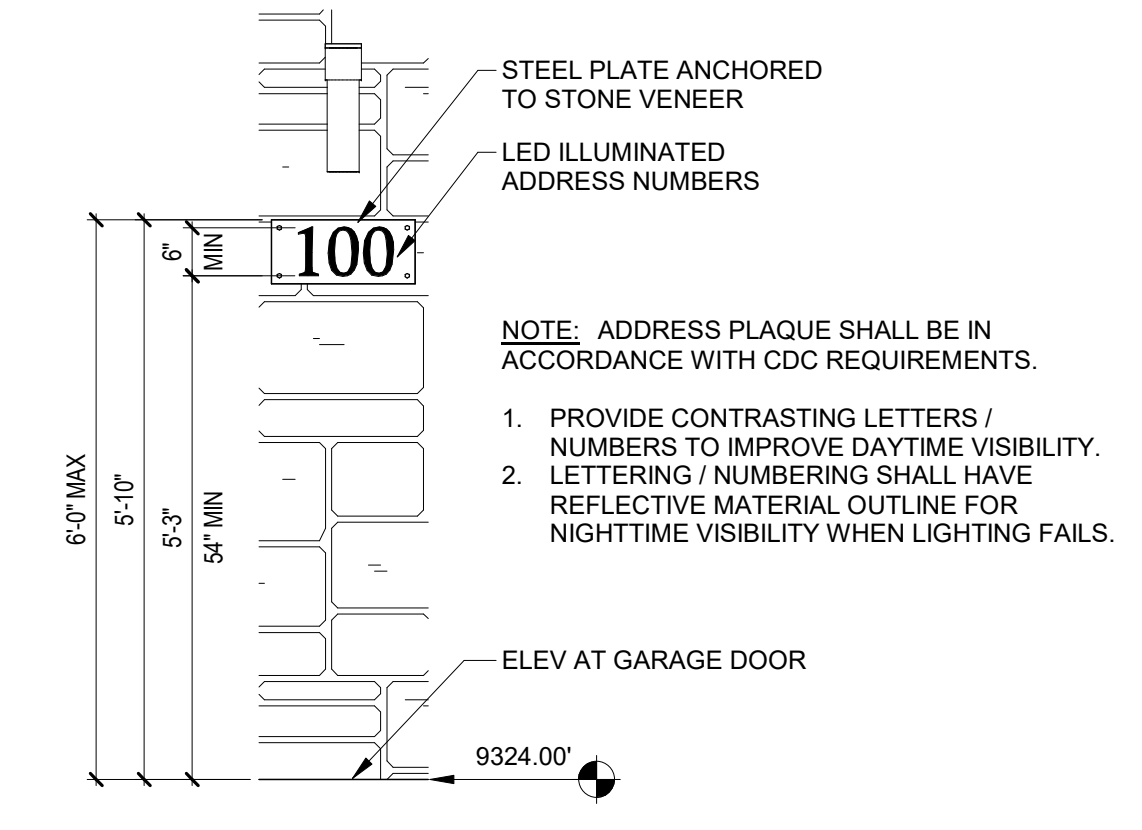 STEEL PLATE ANCHORED
TO STONE VENEER
LED ILLUMINATED
ADDRESS NUMBERS
100
6"
MIN
NOTE: ADDRESS PLAQUE SHALL BE IN
ACCORDANCE WITH CDC REQUIREMENTS.
1. PROVIDE CONTRASTING LETTERS /
NUMBERS TO IMPROVE DAYTIME VISIBILITY.
2. LETTERING / NUMBERING SHALL HAVE
REFLECTIVE MATERIAL OUTLINE FOR
NIGHTTIME VISIBILITY WHEN LIGHTING FAILS.
6'-0" MAX
5'-10"
5'-3"
54" MIN
ELEV AT GARAGE DOOR
9324.00'